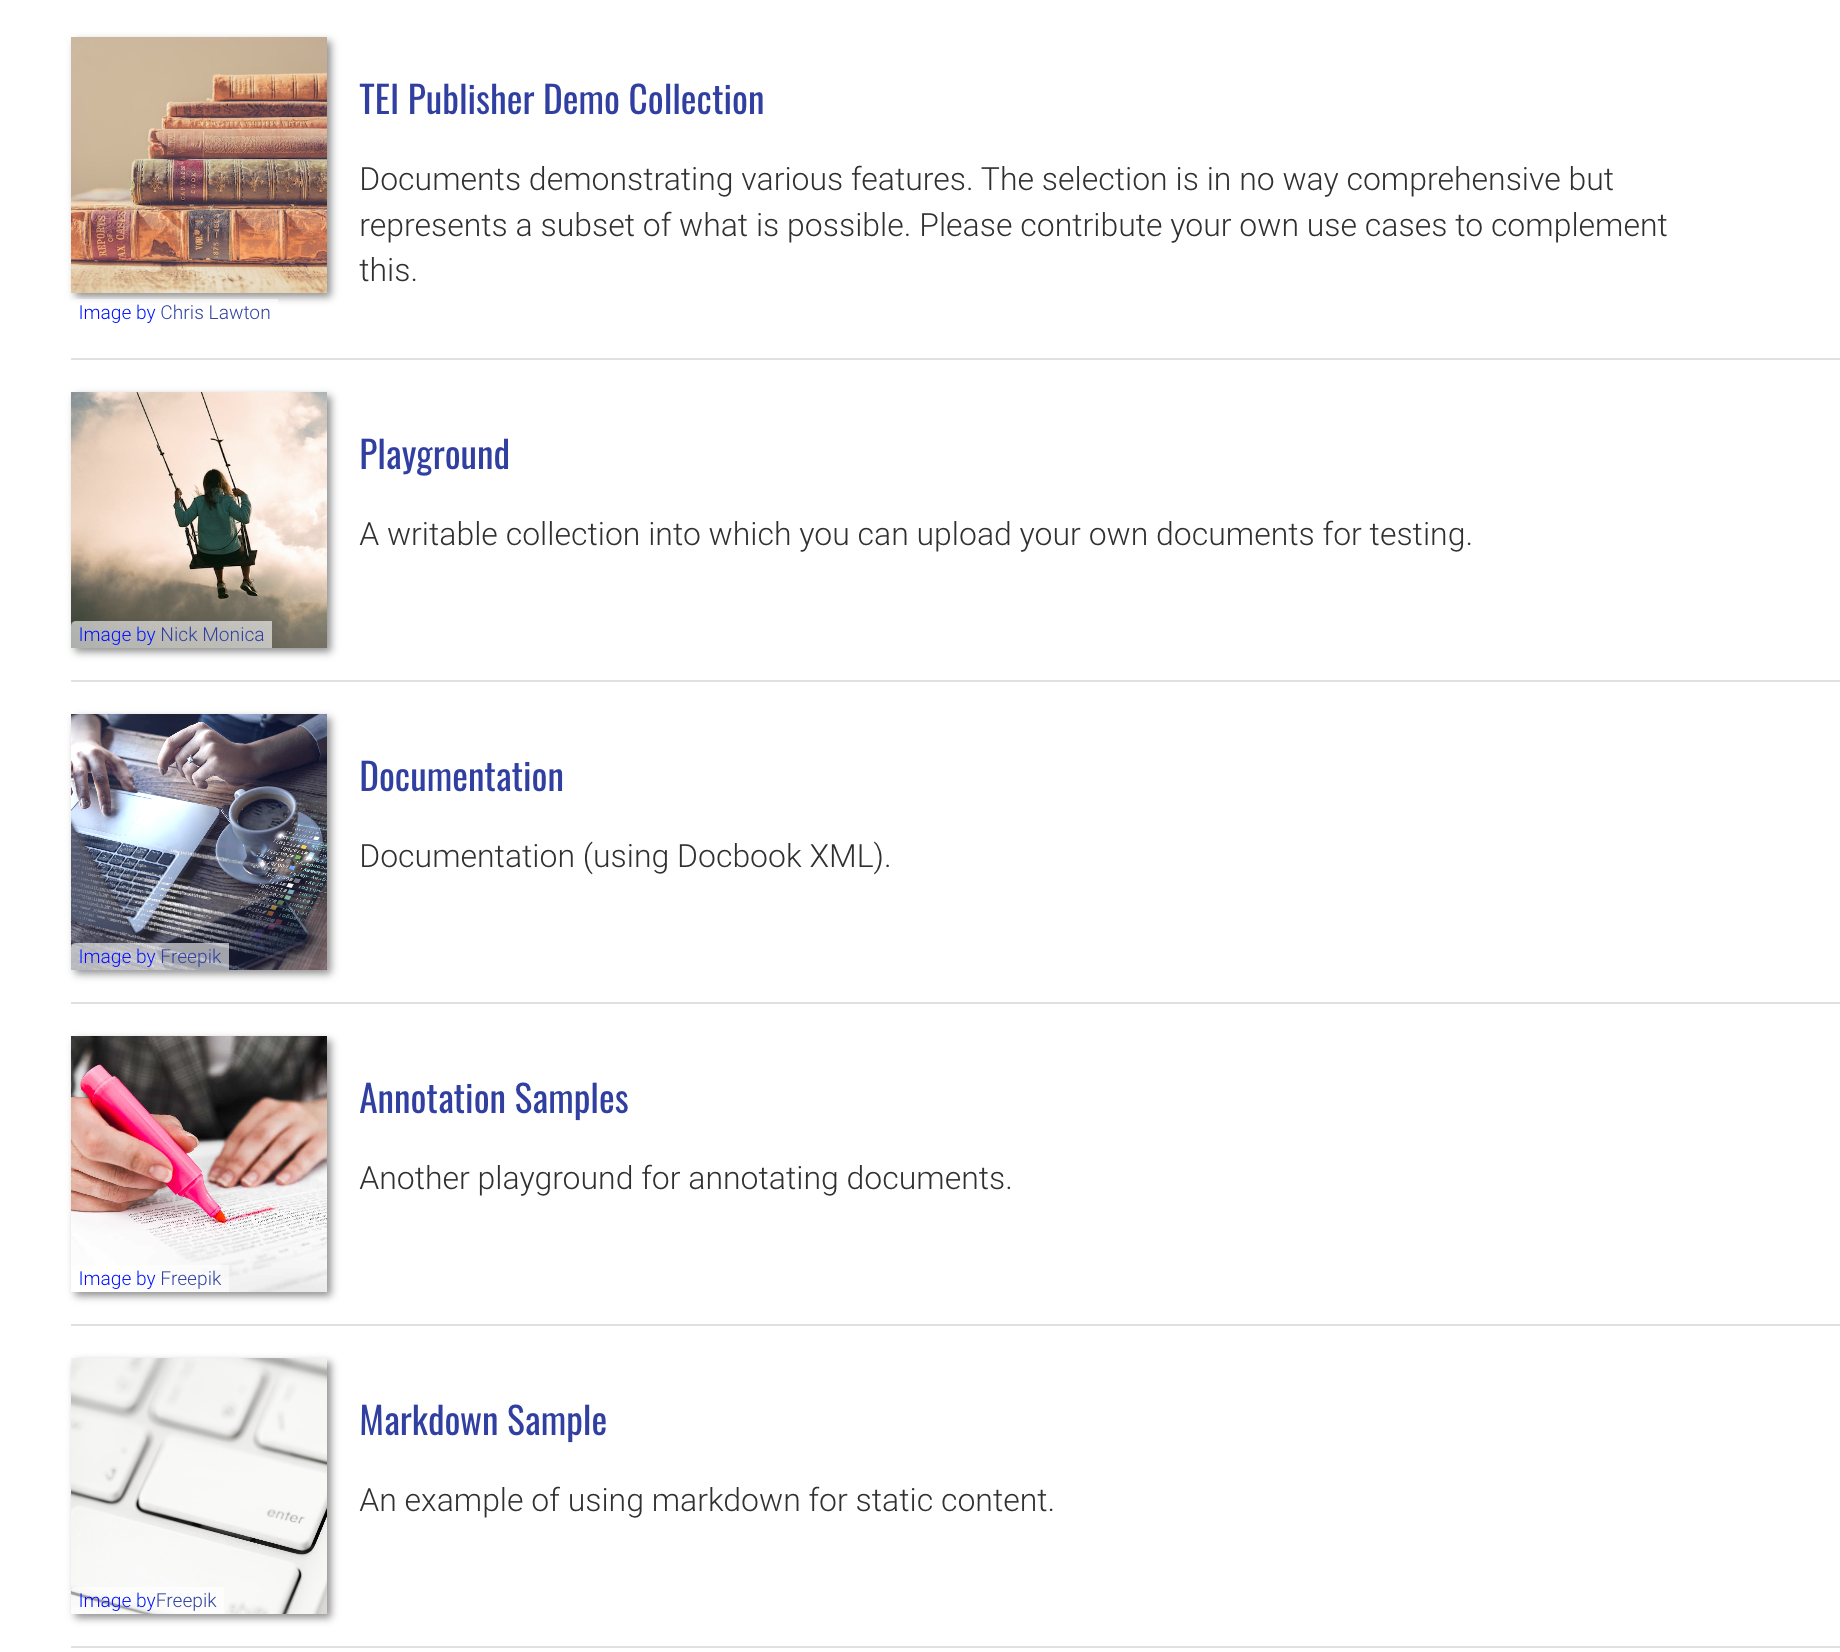 TEI Publisher Demo Collection
Documents demonstrating various features. The selection is in no way comprehensive but
represents a subset of what is possible. Please contribute your own use cases to complement
this.
REPORTS
OF
TAX CASES
Image by Chris Lawton
Playground
A writable collection into which you can upload your own documents for testing.
Image by Nick Monica
Documentation
Documentation (using Docbook XML).
Image by Freepik
Annotation Samples
Another playground for annotating documents.
Image by Freepik
Markdown Sample
An example of using markdown for static content.
enter
Image byFreepik